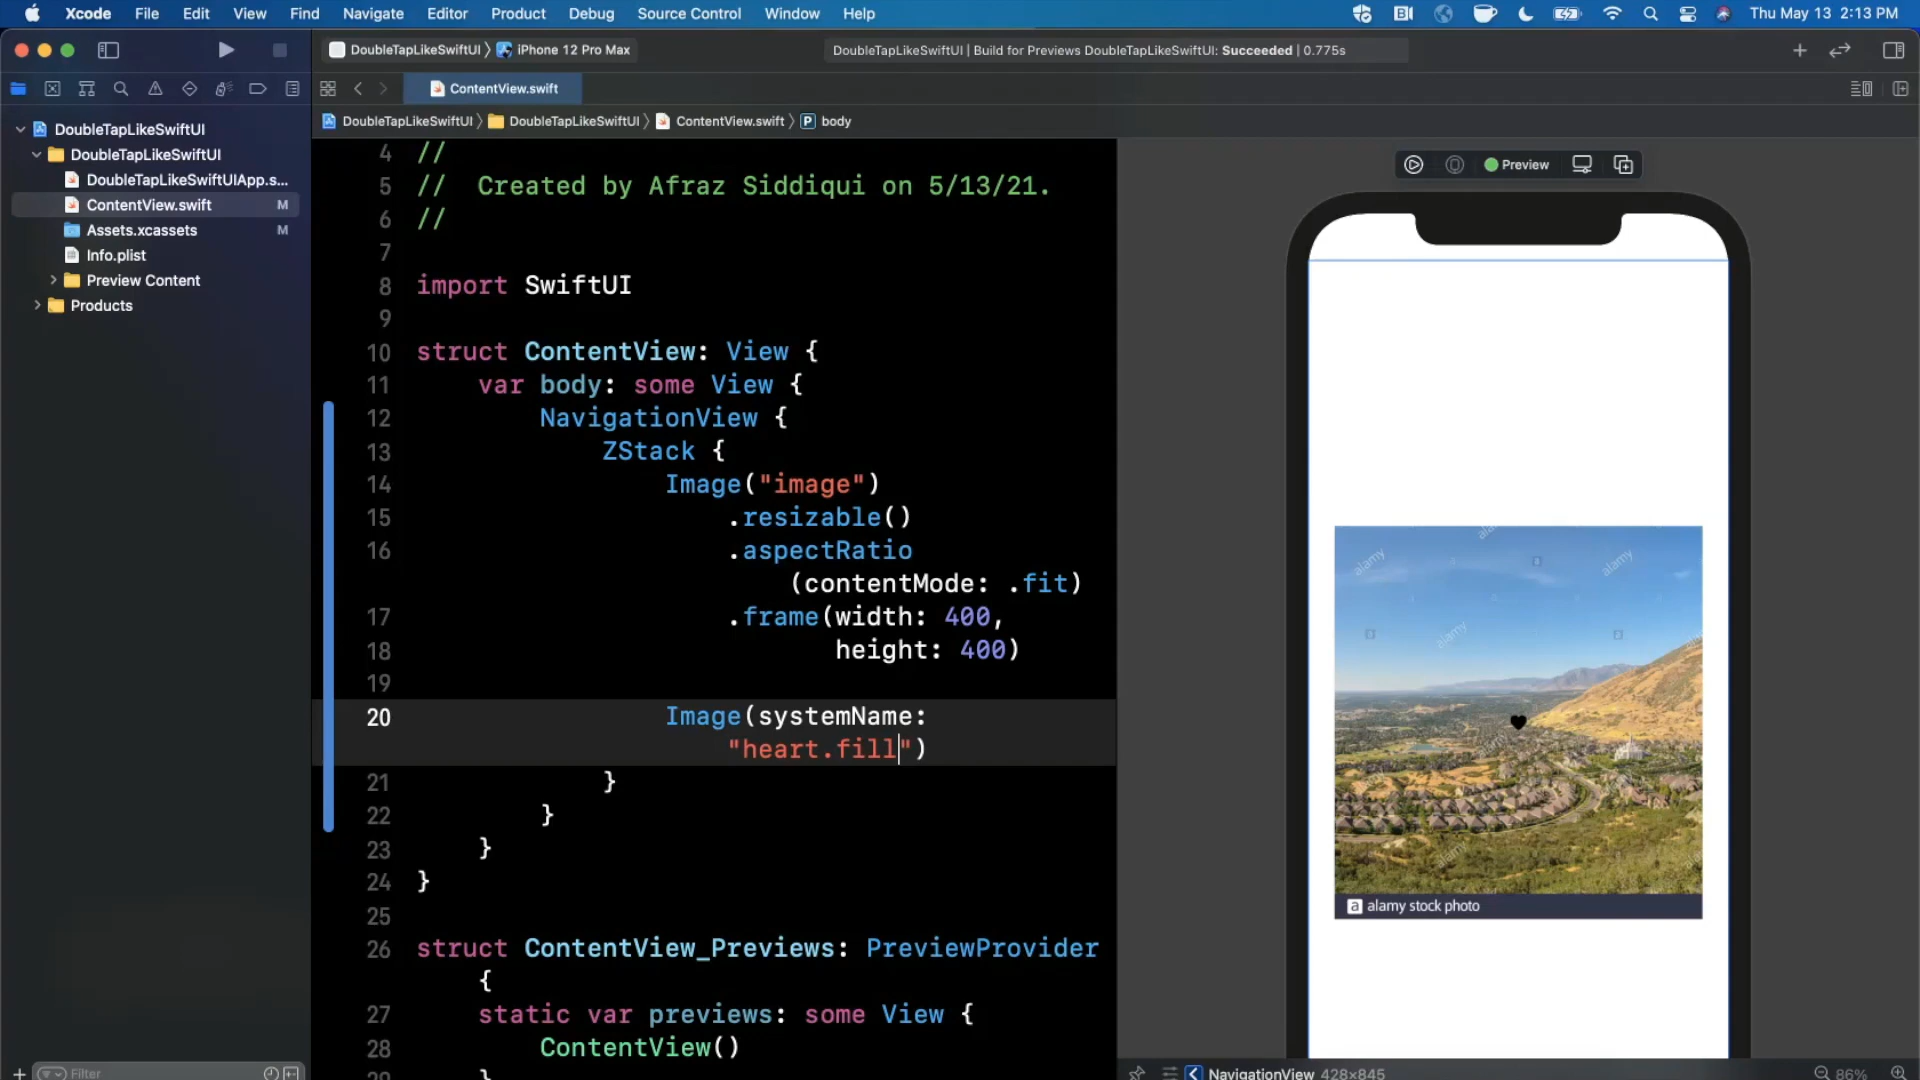 Xcode File Edit View Find Navigate Editor Product Debug Source Control Window Help Thu May 13 2:13 PM
DoubleTapLikeSwiftUI iPhone 12 Pro Max DoubleTapLikeSwiftUI | Build for Previews DoubleTapLikeSwiftUI: Succeeded | 0.775s
ContentView.swift
DoubleTapLikeSwiftUI DoubleTapLikeSwiftUI ContentView.swift P body
DoubleTapLikeSwiftUI
DoubleTapLikeSwiftUI
DoubleTapLikeSwiftUIApp.s...
ContentView.swift M
Assets.xcassets M
Info.plist
Preview Content
Products
Filter
4 //
5 //  Created by Afraz Siddiqui on 5/13/21.
6 //
7
8 import SwiftUI
9
10 struct ContentView: View {
11 var body: some View {
12 NavigationView {
13 ZStack {
14 Image("image")
15 .resizable()
16 .aspectRatio
(contentMode: .fit)
17 .frame(width: 400,
18 height: 400)
19
20 Image(systemName:
"heart.fill")
21 }
22 }
23 }
24 }
25
26 struct ContentView_Previews: PreviewProvider
{
27 static var previews: some View {
28 ContentView()
29 }
Preview
alamy
alamy
alamy
alamy
alamy
a alamy stock photo
NavigationView 428×845 86%